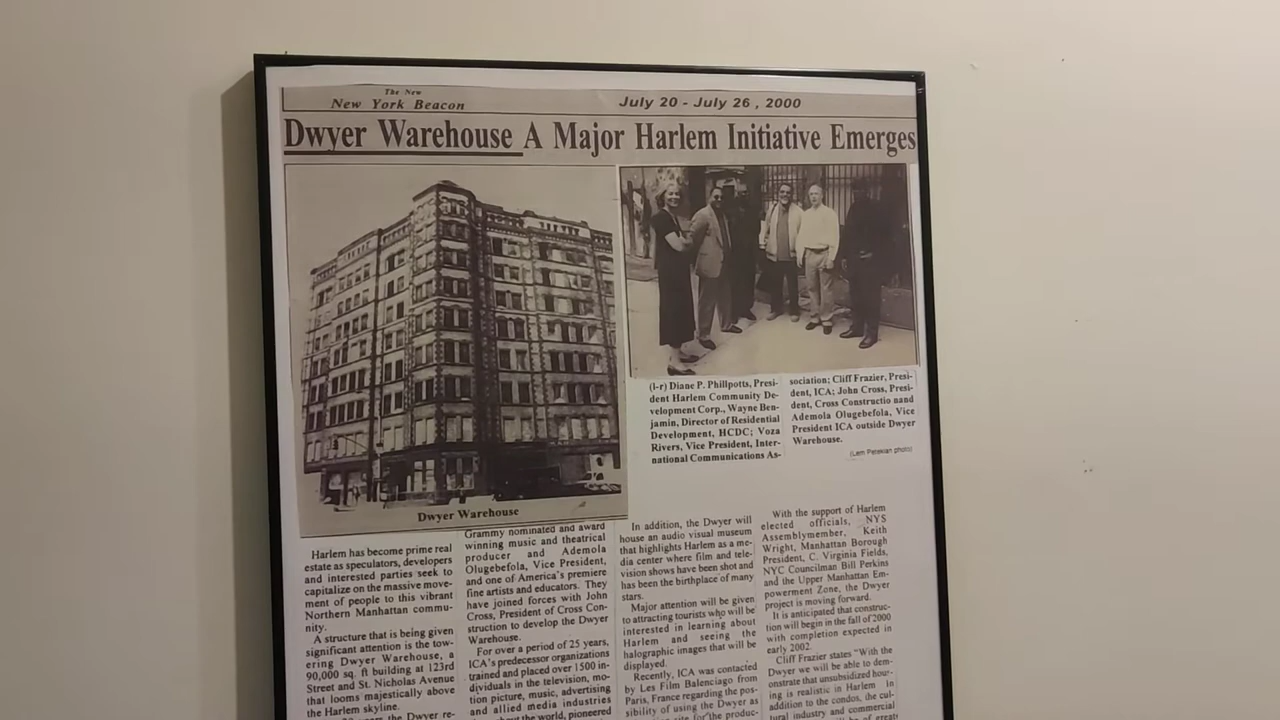 The New
New York Beacon
July 20 - July 26 , 2000
Dwyer Warehouse A Major Harlem Initiative Emerges
(l-r) Diane P. Phillpotts, Presi-
dent Harlem Community De-
velopment Corp., Wayne Ben-
jamin, Director of Residential
Development, HCDC; Voza
Rivers, Vice President, Inter-
national Communications As-
sociation; Cliff Frazier, Presi-
dent, ICA; John Cross, Presi-
dent, Cross Constructio nand
Ademola Olugebefola, Vice
President ICA outside Dwyer
Warehouse.
(Lem Peterkian photo)
Dwyer Warehouse
Harlem has become prime real
estate as speculators, developers
and interested parties seek to
capitalize on the massive move-
ment of people to this vibrant
Northern Manhattan commu-
nity.
A structure that is being given
significant attention is the tow-
ering Dwyer Warehouse, a
90,000 sq. ft building at 123rd
Street and St. Nicholas Avenue
that looms majestically above
the Harlem skyline.
the Dwyer re-
Grammy nominated and award
winning music and theatrical
producer and Ademola
Olugebefola, Vice President,
and one of America's premiere
fine artists and educators. They
have joined forces with John
Cross, President of Cross Con-
struction to develop the Dwyer
Warehouse.
For over a period of 25 years,
ICA's predecessor organizations
trained and placed over 1500 in-
dividuals in the television, mo-
tion picture, music, advertising
and allied media industries
the world, pioneered
In addition, the Dwyer will
house an audio visual museum
that highlights Harlem as a me-
dia center where film and tele-
vision shows have been shot and
has been the birthplace of many
stars.
Major attention will be given
to attracting tourists who will be
interested in learning about
Harlem and seeing the
halographic images that will be
displayed.
Recently, ICA was contacted
by Les Film Balenciago from
Paris, France regarding the pos-
sibility of using the Dwyer as
site for the produc-
With the support of Harlem
elected officials, NYS
Assemblymember, Keith
Wright, Manhattan Borough
President, C. Virginia Fields,
NYC Councilman Bill Perkins
and the Upper Manhattan Em-
powerment Zone, the Dwyer
project is moving forward.
It is anticipated that construc-
tion will begin in the fall of 2000
with completion expected in
early 2002.
Cliff Frazier states "With the
Dwyer we will be able to dem-
onstrate that unsubsidized hous-
ing is realistic in Harlem In
addition to the condos, the cul-
tural industry and commercial